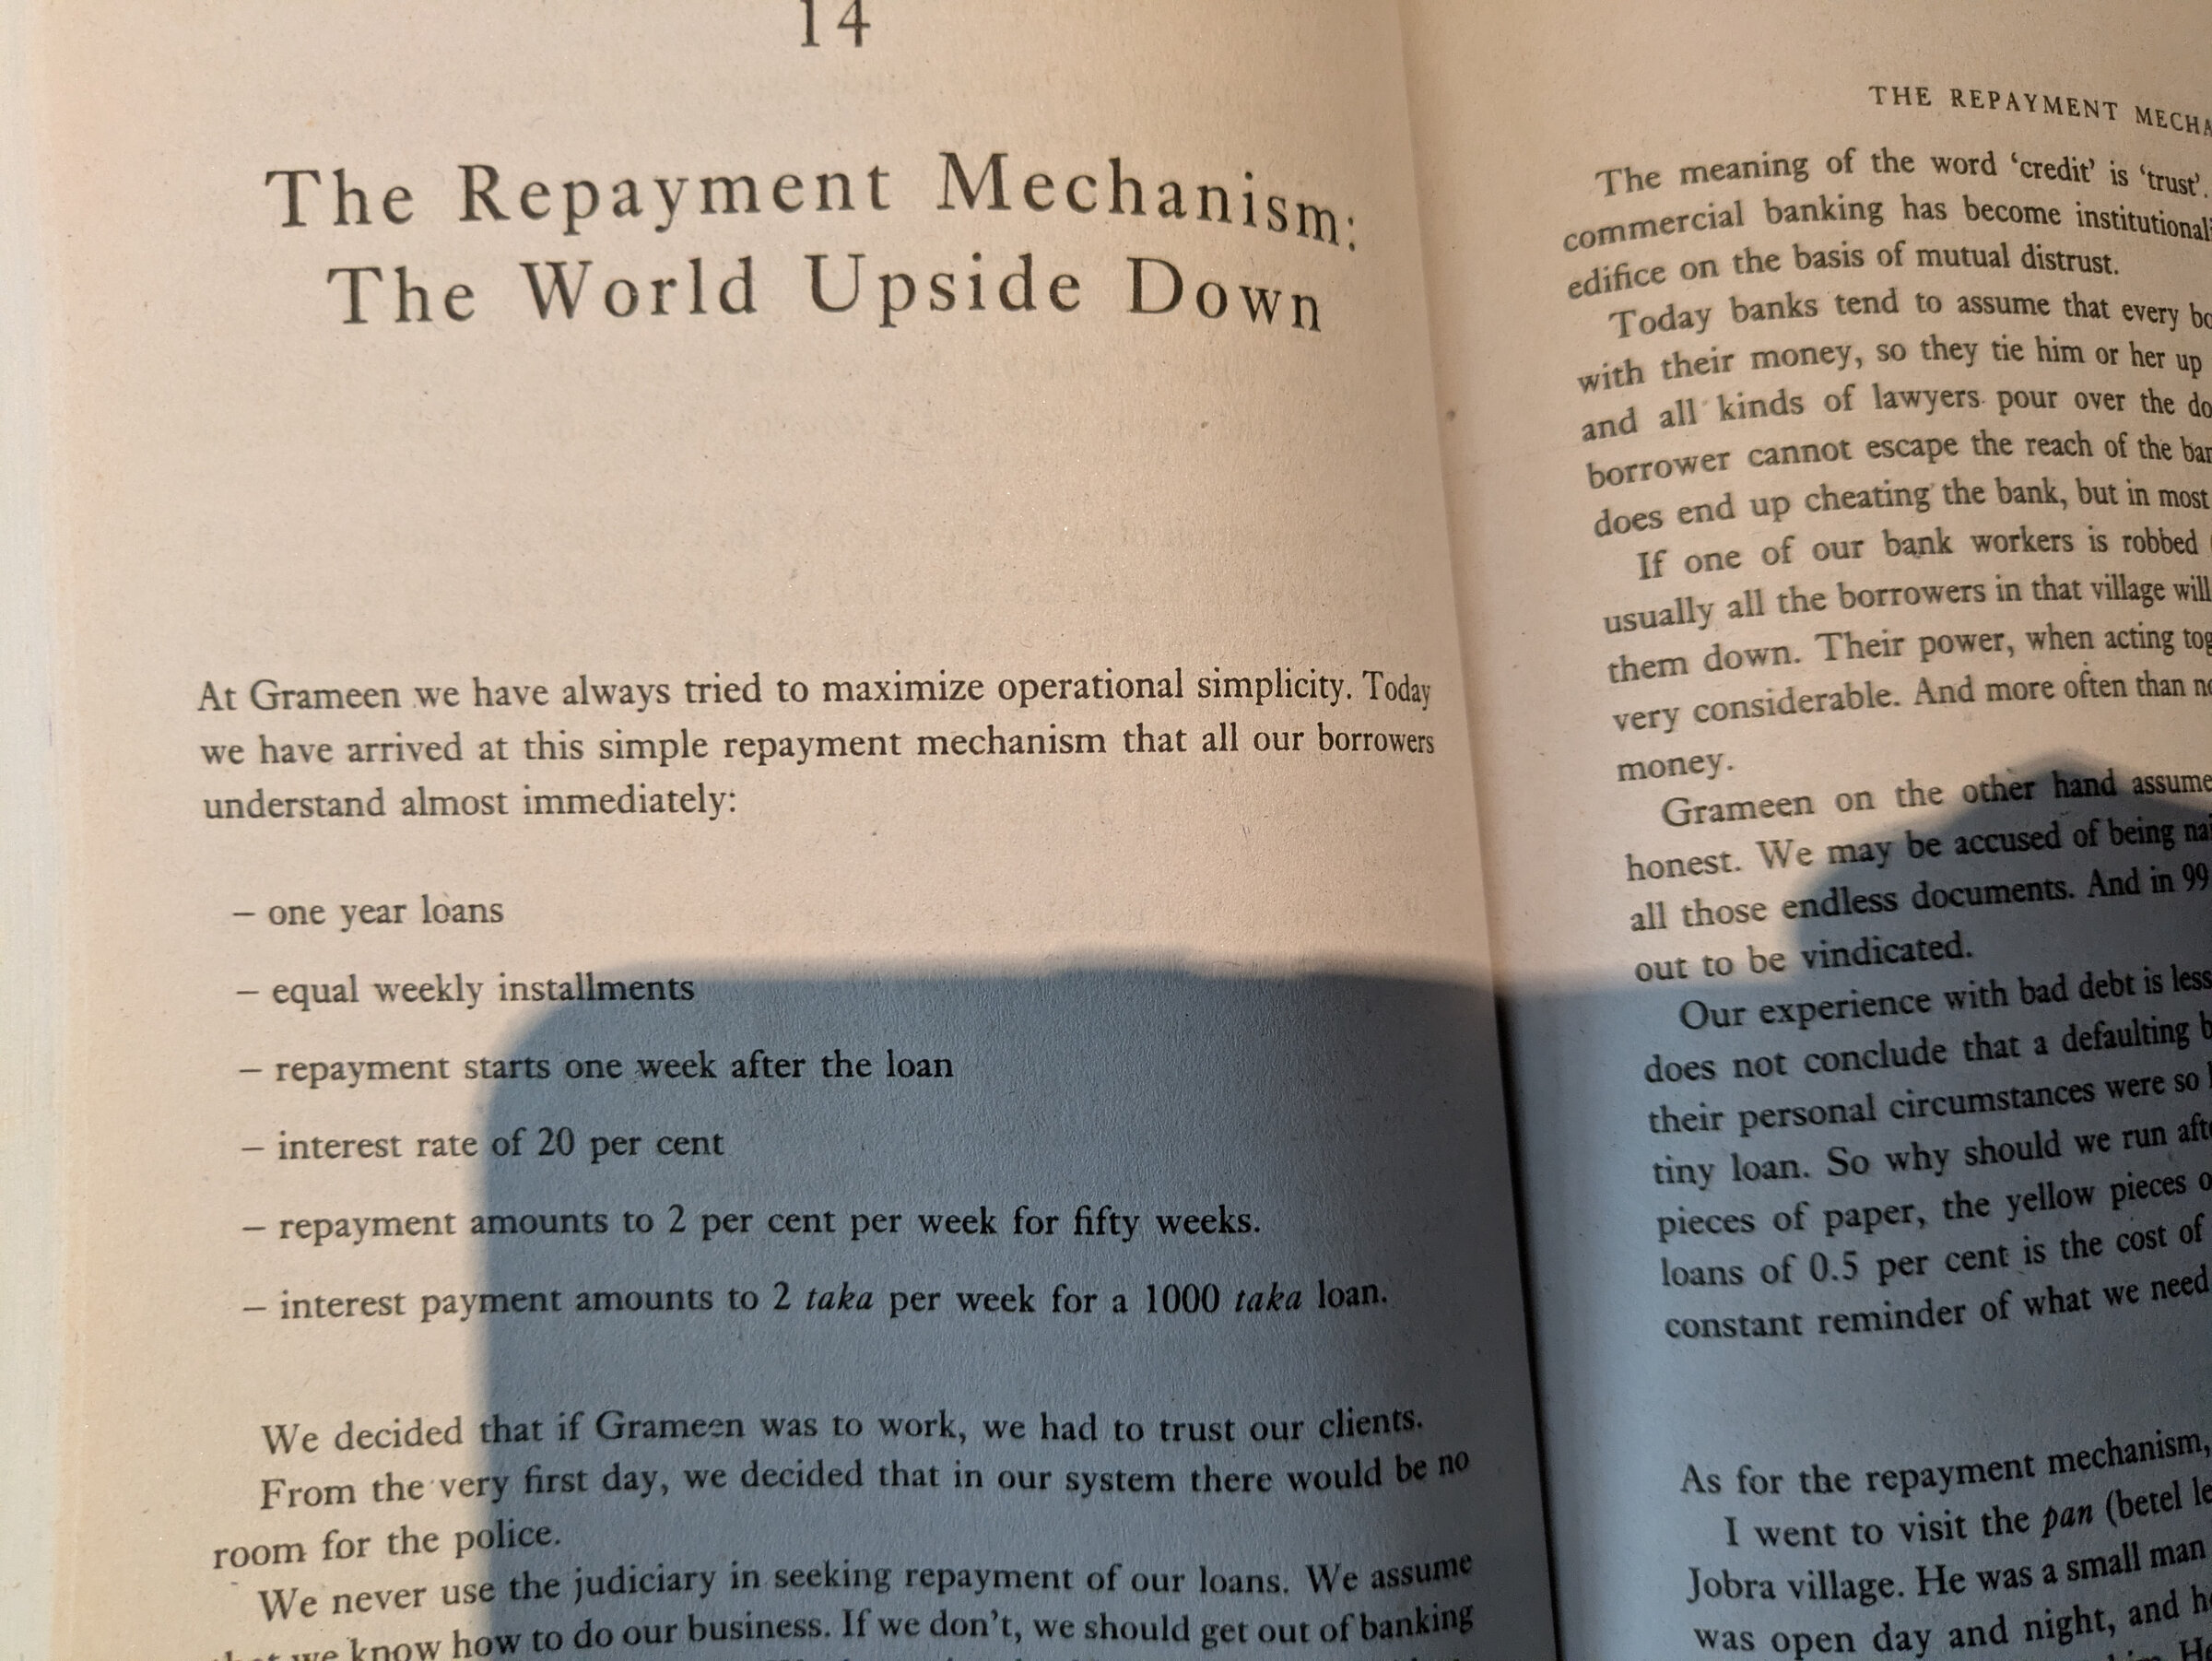 14
The Repayment Mechanism:
The World Upside Down
At Grameen we have always tried to maximize operational simplicity. Today
we have arrived at this simple repayment mechanism that all our borrowers
understand almost immediately:
– one year loans
– equal weekly installments
– repayment starts one week after the loan
– interest rate of 20 per cent
– repayment amounts to 2 per cent per week for fifty weeks.
– interest payment amounts to 2 taka per week for a 1000 taka loan.
We decided that if Grameen was to work, we had to trust our clients.
From the very first day, we decided that in our system there would be no
room for the police.
We never use the judiciary in seeking repayment of our loans. We assume
we know how to do our business. If we don't, we should get out of banking
THE REPAYMENT
The meaning of the word 'credit' is 'trust'.
commercial banking has become
edifice on the basis of mutual distrust.
Today banks tend to assume that every
with their money, so they tie him or her up
and all kinds of lawyers pour over the
borrower cannot escape the reach of the
does end up cheating the bank, but in most
If one of our bank workers is robbed
usually all the borrowers in that village will
them down. Their power, when acting
very considerable. And more often than
money.
Grameen on the other hand
honest. We may be accused of being
all those endless documents. And in 99
out to be vindicated.
Our experience with bad debt is less
does not conclude that a defaulting
their personal circumstances were so
tiny loan. So why should we run
pieces of paper, the yellow pieces
loans of 0.5 per cent is the cost of
constant reminder of what we need
As for the repayment mechanism,
I went to visit the pan (betel
Jobra village. He was a small man
was open day and night, and